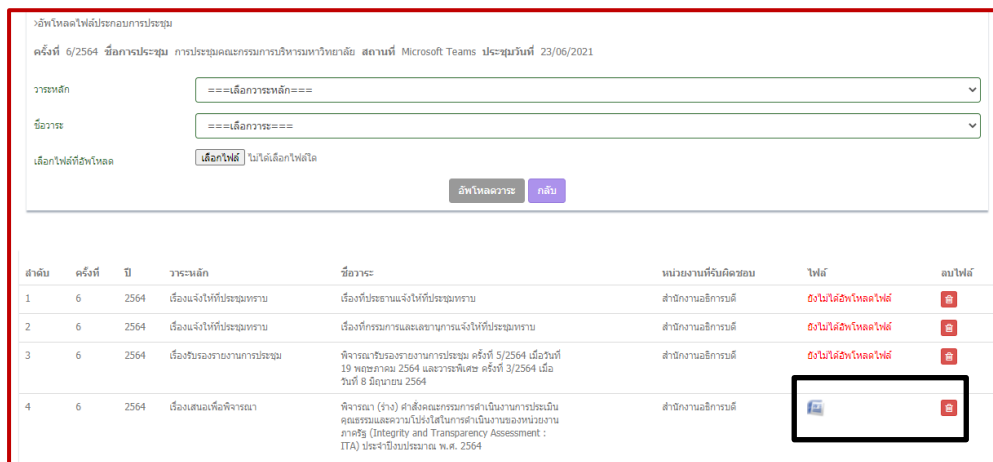 >อัพโหลดไฟล์ประกอบการประชุม
ครั้งที่ 6/2564 ชื่อการประชุม การประชุมคณะกรรมการบริหารมหาวิทยาลัย สถานที่ Microsoft Teams ประชุมวันที่ 23/06/2021
วาระหลัก ===เลือกวาระหลัก===
ชื่อวาระ ===เลือกวาระ===
เลือกไฟล์ที่อัพโหลด เลือกไฟล์ ไม่ได้เลือกไฟล์ใด
อัพโหลดวาระ กลับ
ลำดับ ครั้งที่ ปี วาระหลัก ชื่อวาระ หน่วยงานที่รับผิดชอบ ไฟล์ ลบไฟล์
1 6 2564 เรื่องแจ้งให้ที่ประชุมทราบ เรื่องที่ประธานแจ้งให้ที่ประชุมทราบ สำนักงานอธิการบดี ยังไม่ได้อัพโหลดไฟล์
2 6 2564 เรื่องแจ้งให้ที่ประชุมทราบ เรื่องที่กรรมการและเลขานุการแจ้งให้ที่ประชุมทราบ สำนักงานอธิการบดี ยังไม่ได้อัพโหลดไฟล์
3 6 2564 เรื่องรับรองรายงานการประชุม พิจารณารับรองรายงานการประชุม ครั้งที่ 5/2564 เมื่อวันที่ สำนักงานอธิการบดี ยังไม่ได้อัพโหลดไฟล์
19 พฤษภาคม 2564 และวาระพิเศษ ครั้งที่ 3/2564 เมื่อ
วันที่ 8 มิถุนายน 2564
4 6 2564 เรื่องเสนอเพื่อพิจารณา พิจารณา (ร่าง) คำสั่งคณะกรรมการดำเนินงานการประเมิน สำนักงานอธิการบดี
คุณธรรมและความโปร่งใสในการดำเนินงานของหน่วยงาน
ภาครัฐ (Integrity and Transparency Assessment :
ITA) ประจำปีงบประมาณ พ.ศ. 2564